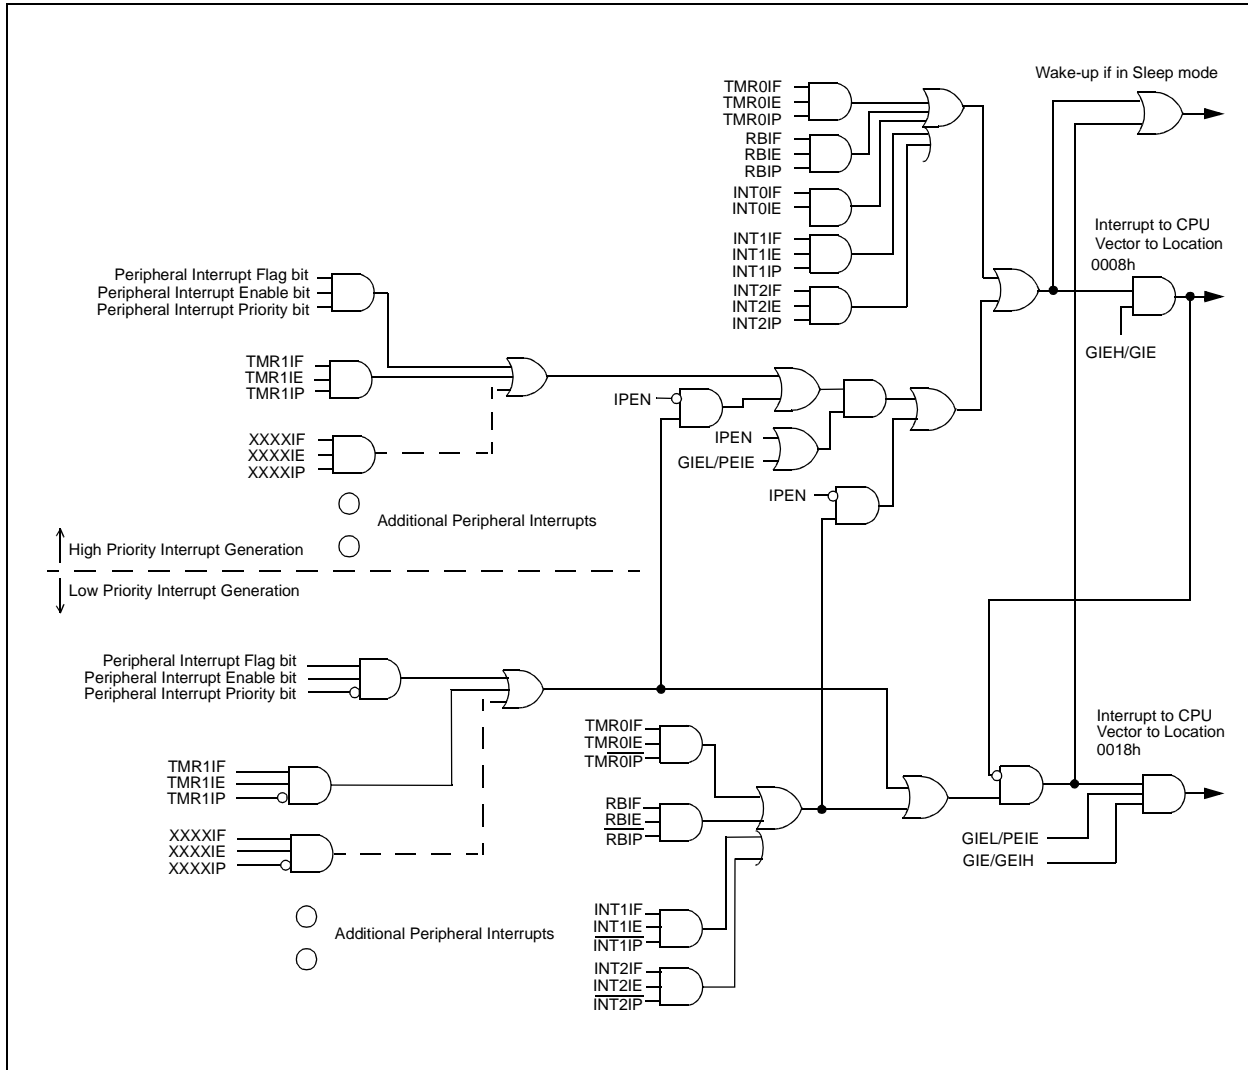 Wake-up if in Sleep mode
TMR0IF
TMR0IE
TMR0IP
RBIF
RBIE
RBIP
INT0IF
INT0IE
INT1IF
INT1IE
INT1IP
INT2IF
INT2IE
INT2IP
Interrupt to CPU
Vector to Location
0008h
GIEH/GIE
Peripheral Interrupt Flag bit
Peripheral Interrupt Enable bit
Peripheral Interrupt Priority bit
TMR1IF
TMR1IE
TMR1IP
XXXXIF
XXXXIE
XXXXIP
IPEN
IPEN
GIEL/PEIE
IPEN
Additional Peripheral Interrupts
High Priority Interrupt Generation
Low Priority Interrupt Generation
Peripheral Interrupt Flag bit
Peripheral Interrupt Enable bit
Peripheral Interrupt Priority bit
TMR1IF
TMR1IE
TMR1IP
XXXXIF
XXXXIE
XXXXIP
Additional Peripheral Interrupts
TMR0IF
TMR0IE
TMR0IP
RBIF
RBIE
RBIP
INT1IF
INT1IE
INT1IP
INT2IF
INT2IE
INT2IP
Interrupt to CPU
Vector to Location
0018h
GIEL/PEIE
GIE/GEIH